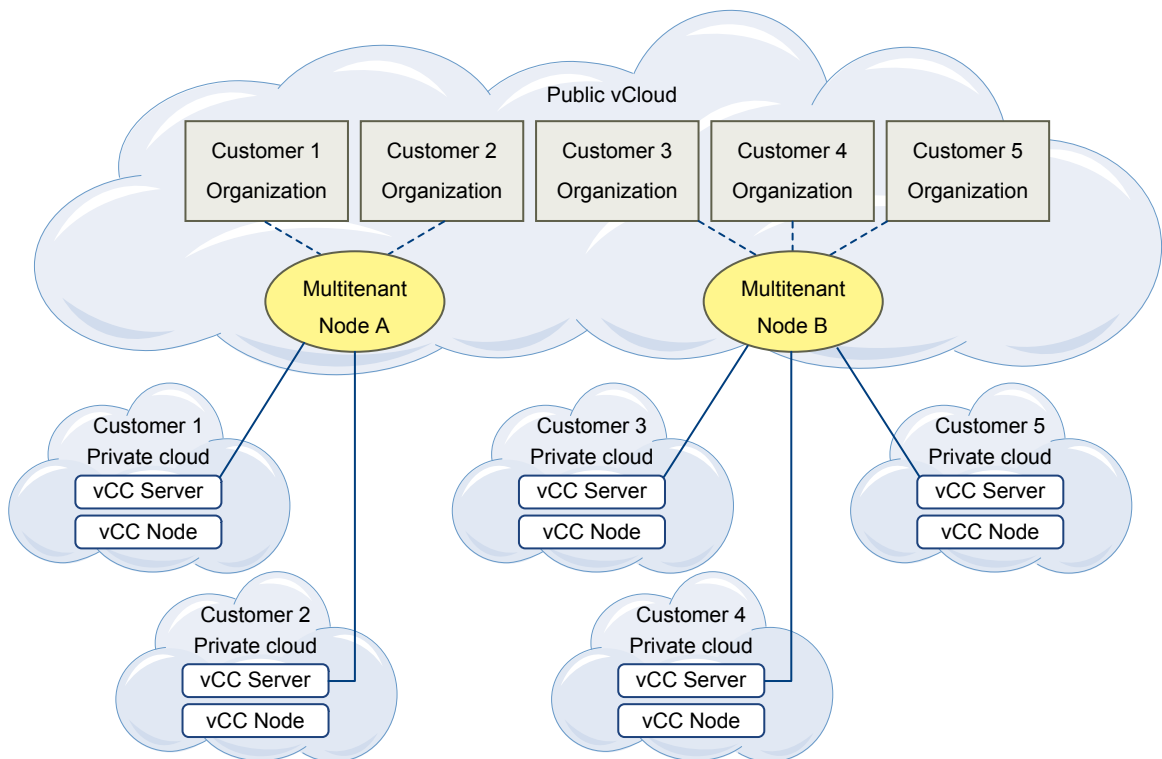 Public vCloud
Customer 1
Organization
Customer 2
Organization
Customer 3
Organization
Customer 4
Organization
Customer 5
Organization
Multitenant
Node A
Multitenant
Node B
Customer 1
Private cloud
vCC Server
vCC Node
Customer 3
Private cloud
vCC Server
vCC Node
Customer 5
Private cloud
vCC Server
vCC Node
Customer 2
Private cloud
vCC Server
vCC Node
Customer 4
Private cloud
vCC Server
vCC Node